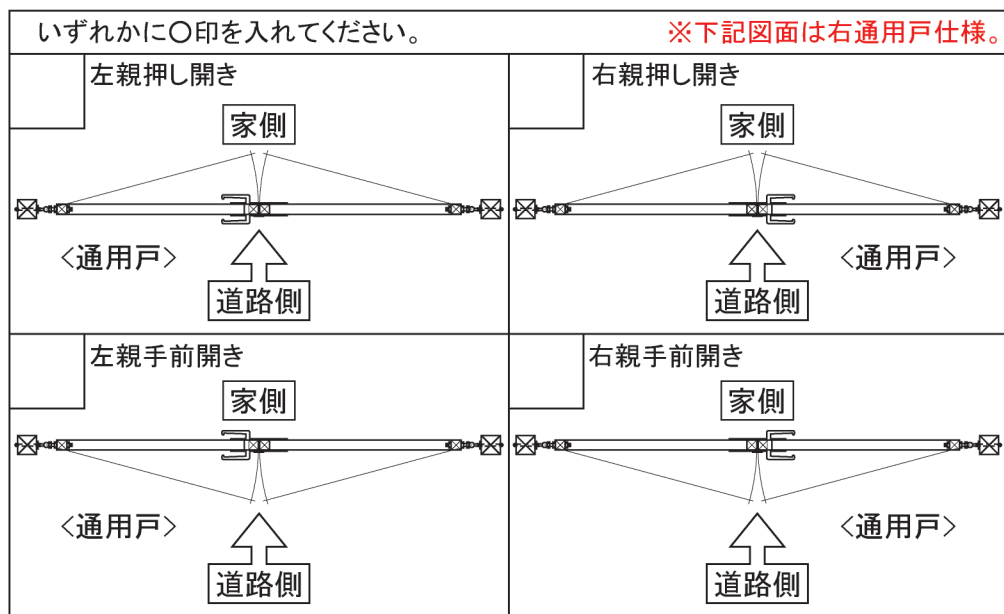 いずれかに〇印を入れてください。
※下記図面は右通用戸仕様。
左親押し開き
家側
＜通用戸＞
道路側
右親押し開き
家側
＜通用戸＞
道路側
左親手前開き
家側
＜通用戸＞
道路側
右親手前開き
家側
＜通用戸＞
道路側